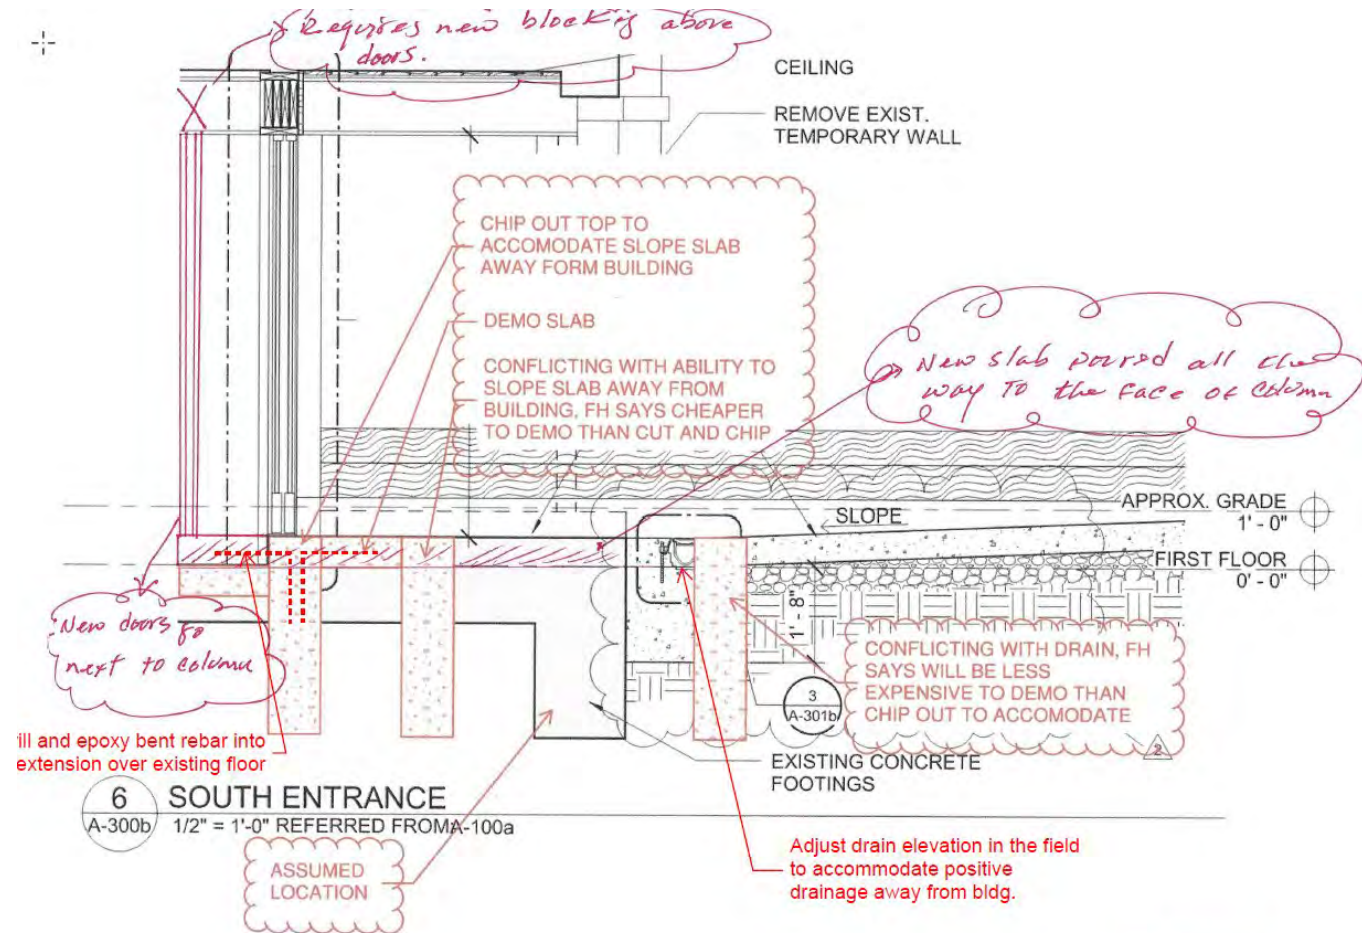 Requires new blocking above
doors.
CEILING
REMOVE EXIST.
TEMPORARY WALL
CHIP OUT TOP TO
ACCOMODATE SLOPE SLAB
AWAY FORM BUILDING
DEMO SLAB
CONFLICTING WITH ABILITY TO
SLOPE SLAB AWAY FROM
BUILDING, FH SAYS CHEAPER
TO DEMO THAN CUT AND CHIP
New slab poured all the
way to the face of column
APPROX. GRADE
1' - 0"
SLOPE
FIRST FLOOR
0' - 0"
1' - 8"
New doors go
next to column
CONFLICTING WITH DRAIN, FH
SAYS WILL BE LESS
EXPENSIVE TO DEMO THAN
CHIP OUT TO ACCOMODATE
2
3
A-301b
ill and epoxy bent rebar into
extension over existing floor
EXISTING CONCRETE
FOOTINGS
6
A-300b
SOUTH ENTRANCE
1/2" = 1'-0" REFERRED FROMA-100a
ASSUMED
LOCATION
Adjust drain elevation in the field
to accommodate positive
drainage away from bldg.